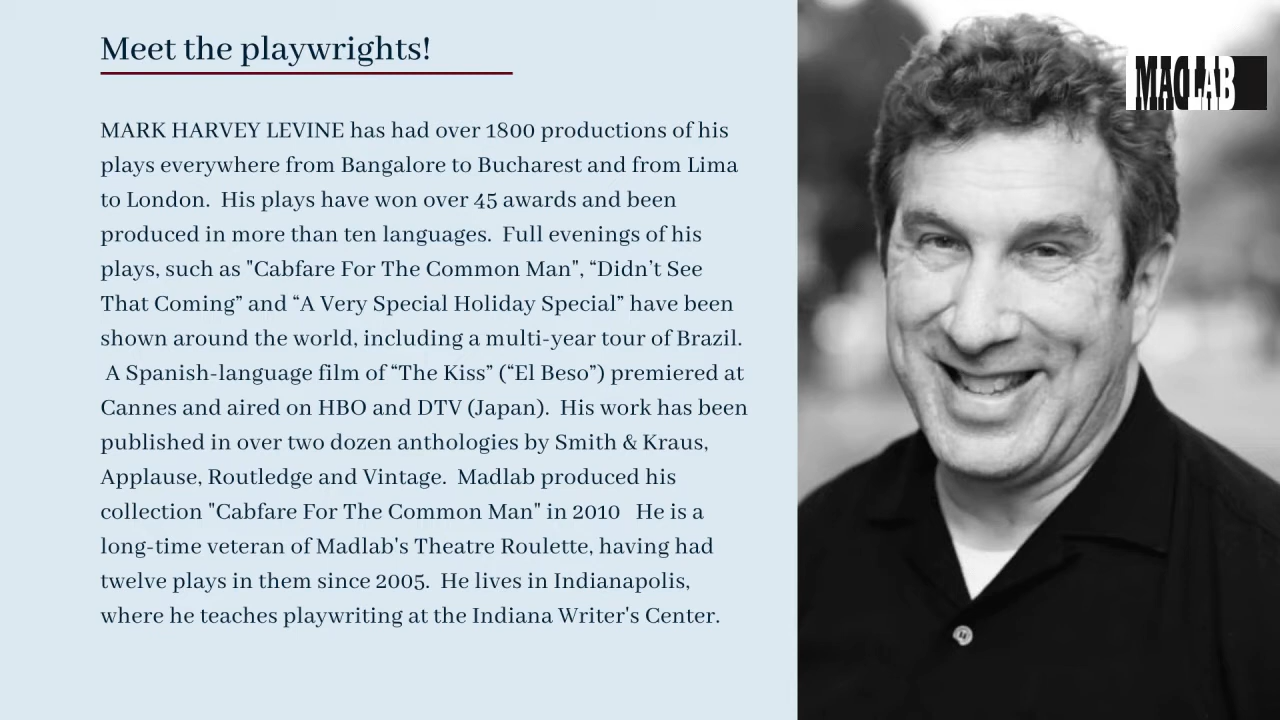 Meet the playwrights!
MARK HARVEY LEVINE has had over 1800 productions of his
plays everywhere from Bangalore to Bucharest and from Lima
to London.  His plays have won over 45 awards and been
produced in more than ten languages.  Full evenings of his
plays, such as "Cabfare For The Common Man", “Didn’t See
That Coming” and “A Very Special Holiday Special” have been
shown around the world, including a multi-year tour of Brazil.
A Spanish-language film of “The Kiss” (“El Beso”) premiered at
Cannes and aired on HBO and DTV (Japan).  His work has been
published in over two dozen anthologies by Smith & Kraus,
Applause, Routledge and Vintage.  Madlab produced his
collection "Cabfare For The Common Man" in 2010   He is a
long-time veteran of Madlab's Theatre Roulette, having had
twelve plays in them since 2005.  He lives in Indianapolis,
where he teaches playwriting at the Indiana Writer's Center.
MADLAB